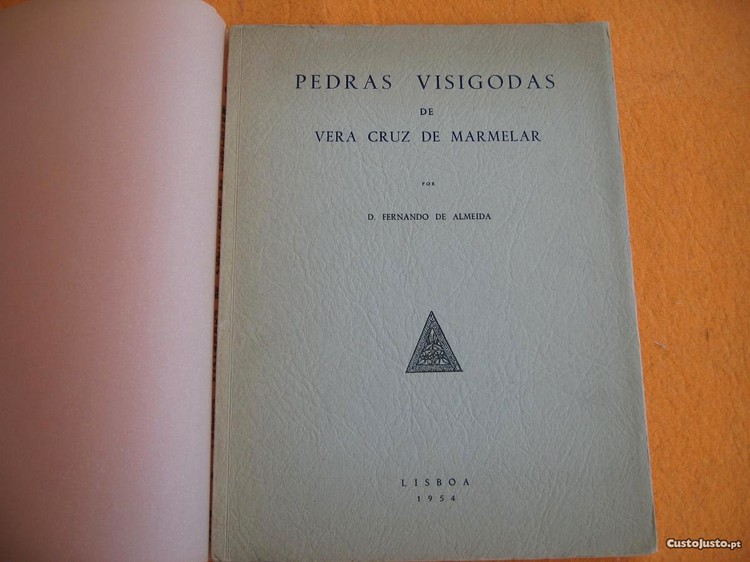 PEDRAS VISIGODAS
DE
VERA CRUZ DE MARMELAR
POR
D. FERNANDO DE ALMEIDA
LISBOA
1954
CustoJusto.pt